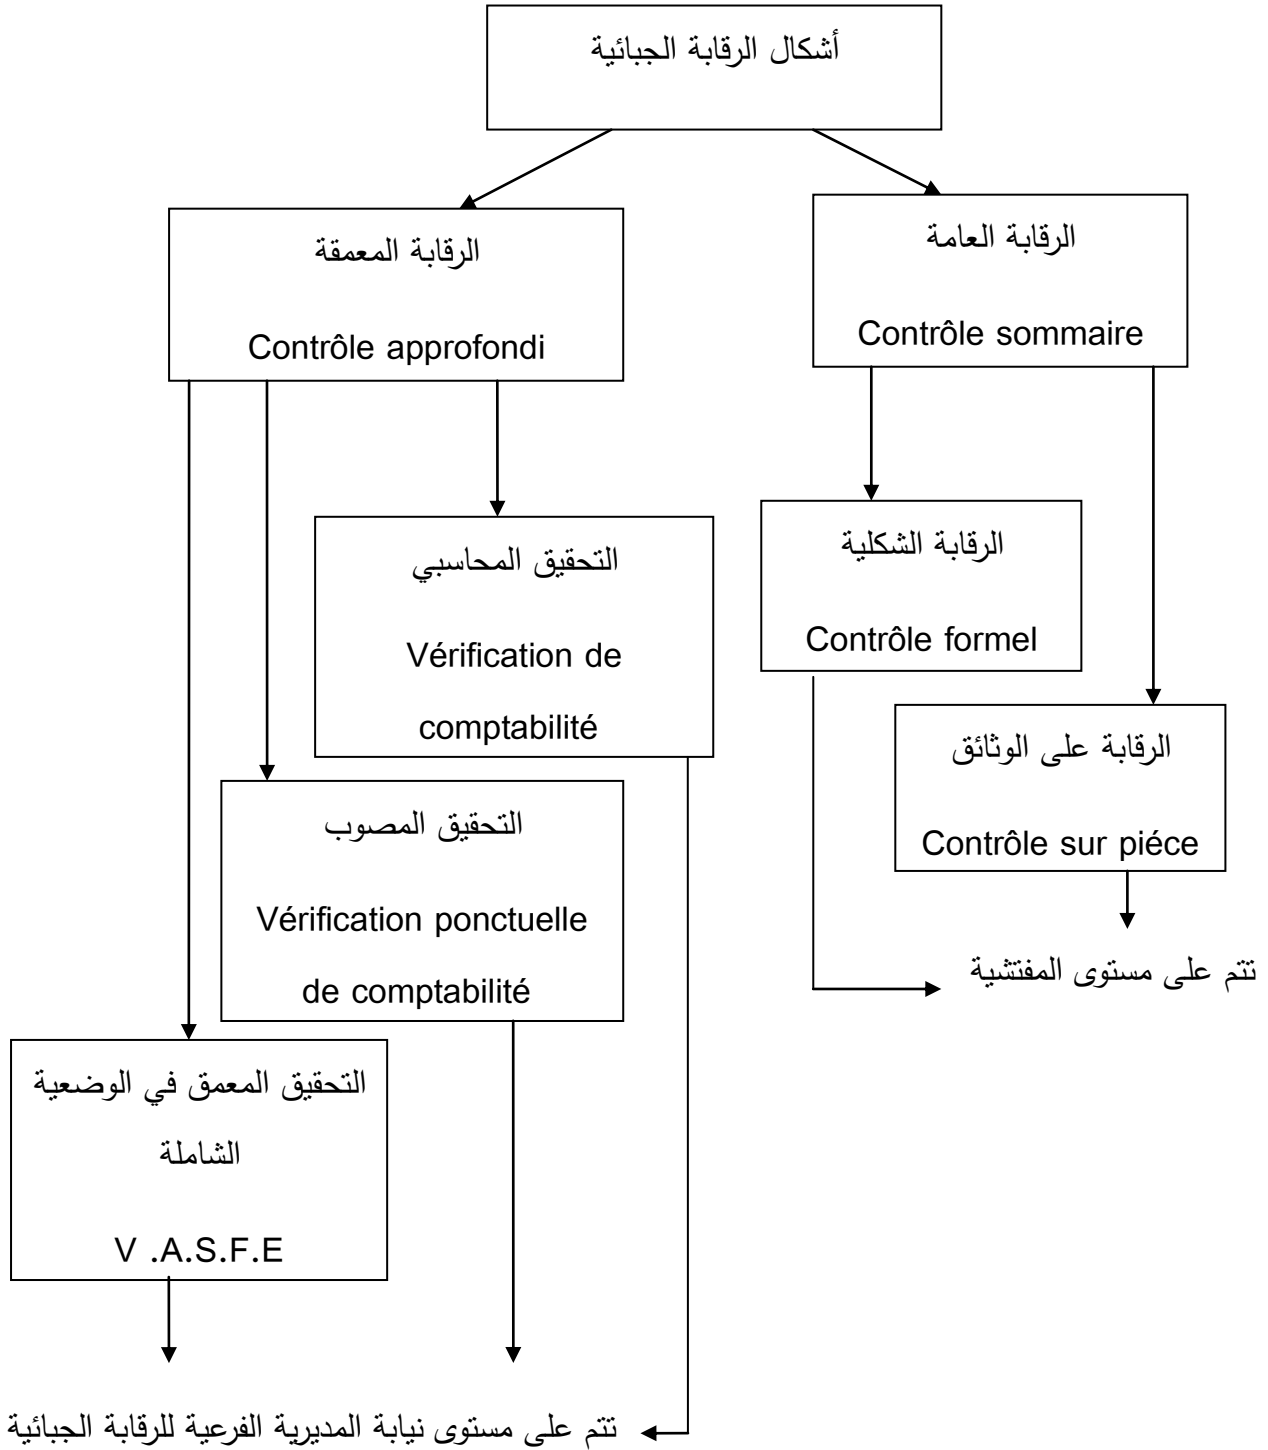 أشكال الرقابة الجبائية
الرقابة العامة
Contrôle sommaire
الرقابة المعمقة
Contrôle approfondi
الرقابة الشكلية
Contrôle formel
الرقابة على الوثائق
Contrôle sur piéce
تتم على مستوى المفتشية
التحقيق المحاسبي
Vérification de
comptabilité
التحقيق المصوب
Vérification ponctuelle
de comptabilité
التحقيق المعمق في الوضعية
الشاملة
V .A.S.F.E
تتم على مستوى نيابة المديرية الفرعية للرقابة الجبائية